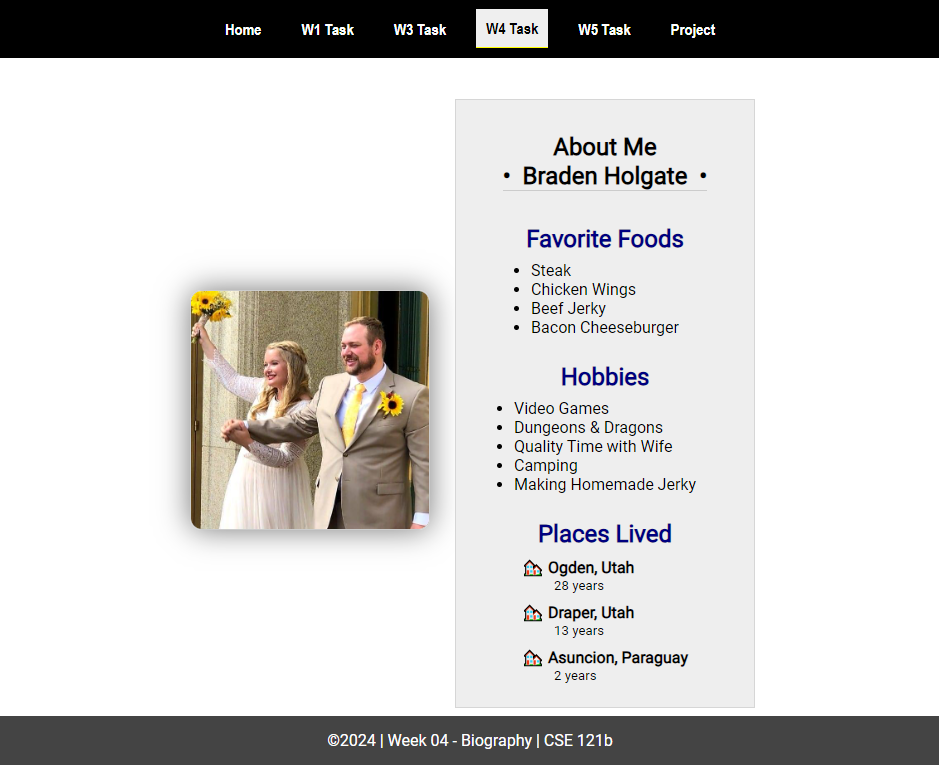 Home W1 Task W3 Task W4 Task W5 Task Project
About Me
• Braden Holgate •
Favorite Foods
• Steak
• Chicken Wings
• Beef Jerky
• Bacon Cheeseburger
Hobbies
• Video Games
• Dungeons & Dragons
• Quality Time with Wife
• Camping
• Making Homemade Jerky
Places Lived
Ogden, Utah
28 years
Draper, Utah
13 years
Asuncion, Paraguay
2 years
©2024 | Week 04 - Biography | CSE 121b